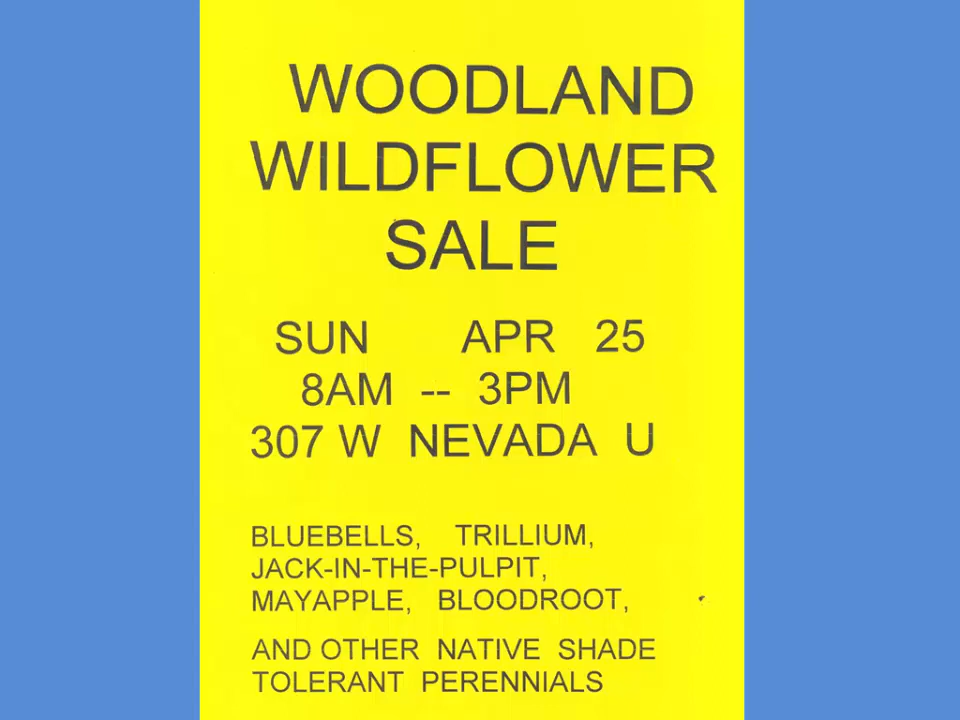 WOODLAND
WILDFLOWER
SALE
SUN APR 25
8AM -- 3PM
307 W NEVADA U
BLUEBELLS, TRILLIUM,
JACK-IN-THE-PULPIT,
MAYAPPLE, BLOODROOT,
AND OTHER NATIVE SHADE
TOLERANT PERENNIALS